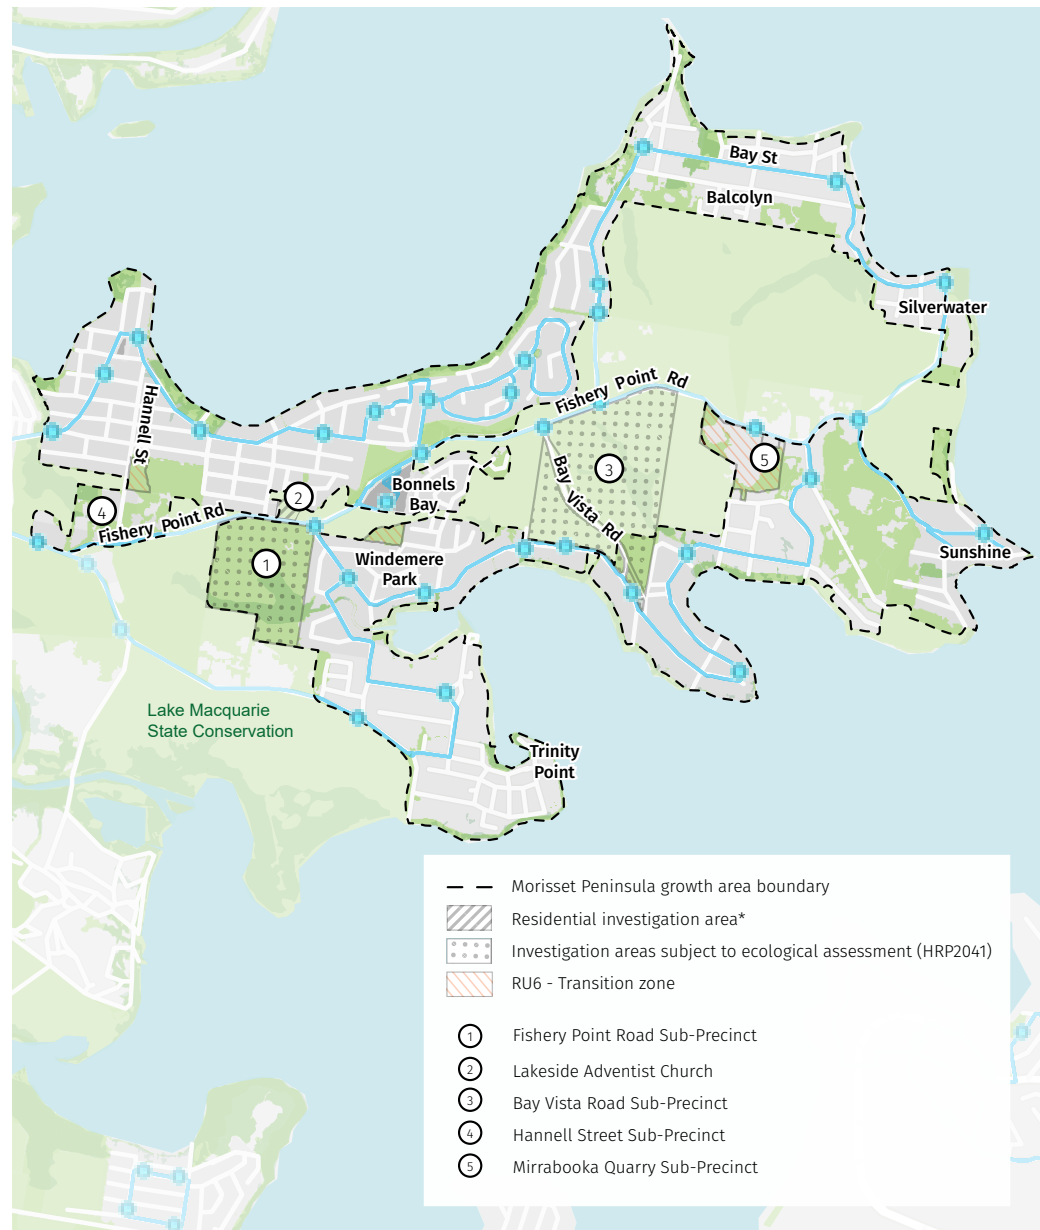 Bay St
Balcolyn
Silverwater
Hannell St
Fishery Point Rd
Bay Vista Rd
3
5
2
4
Bonnels
Bay
Fishery Point Rd
1
Windemere
Park
Sunshine
Lake Macquarie
State Conservation
Trinity
Point
Morisset Peninsula growth area boundary
Residential investigation area*
Investigation areas subject to ecological assessment (HRP2041)
RU6 - Transition zone
1 Fishery Point Road Sub-Precinct
2 Lakeside Adventist Church
3 Bay Vista Road Sub-Precinct
4 Hannell Street Sub-Precinct
5 Mirrabooka Quarry Sub-Precinct